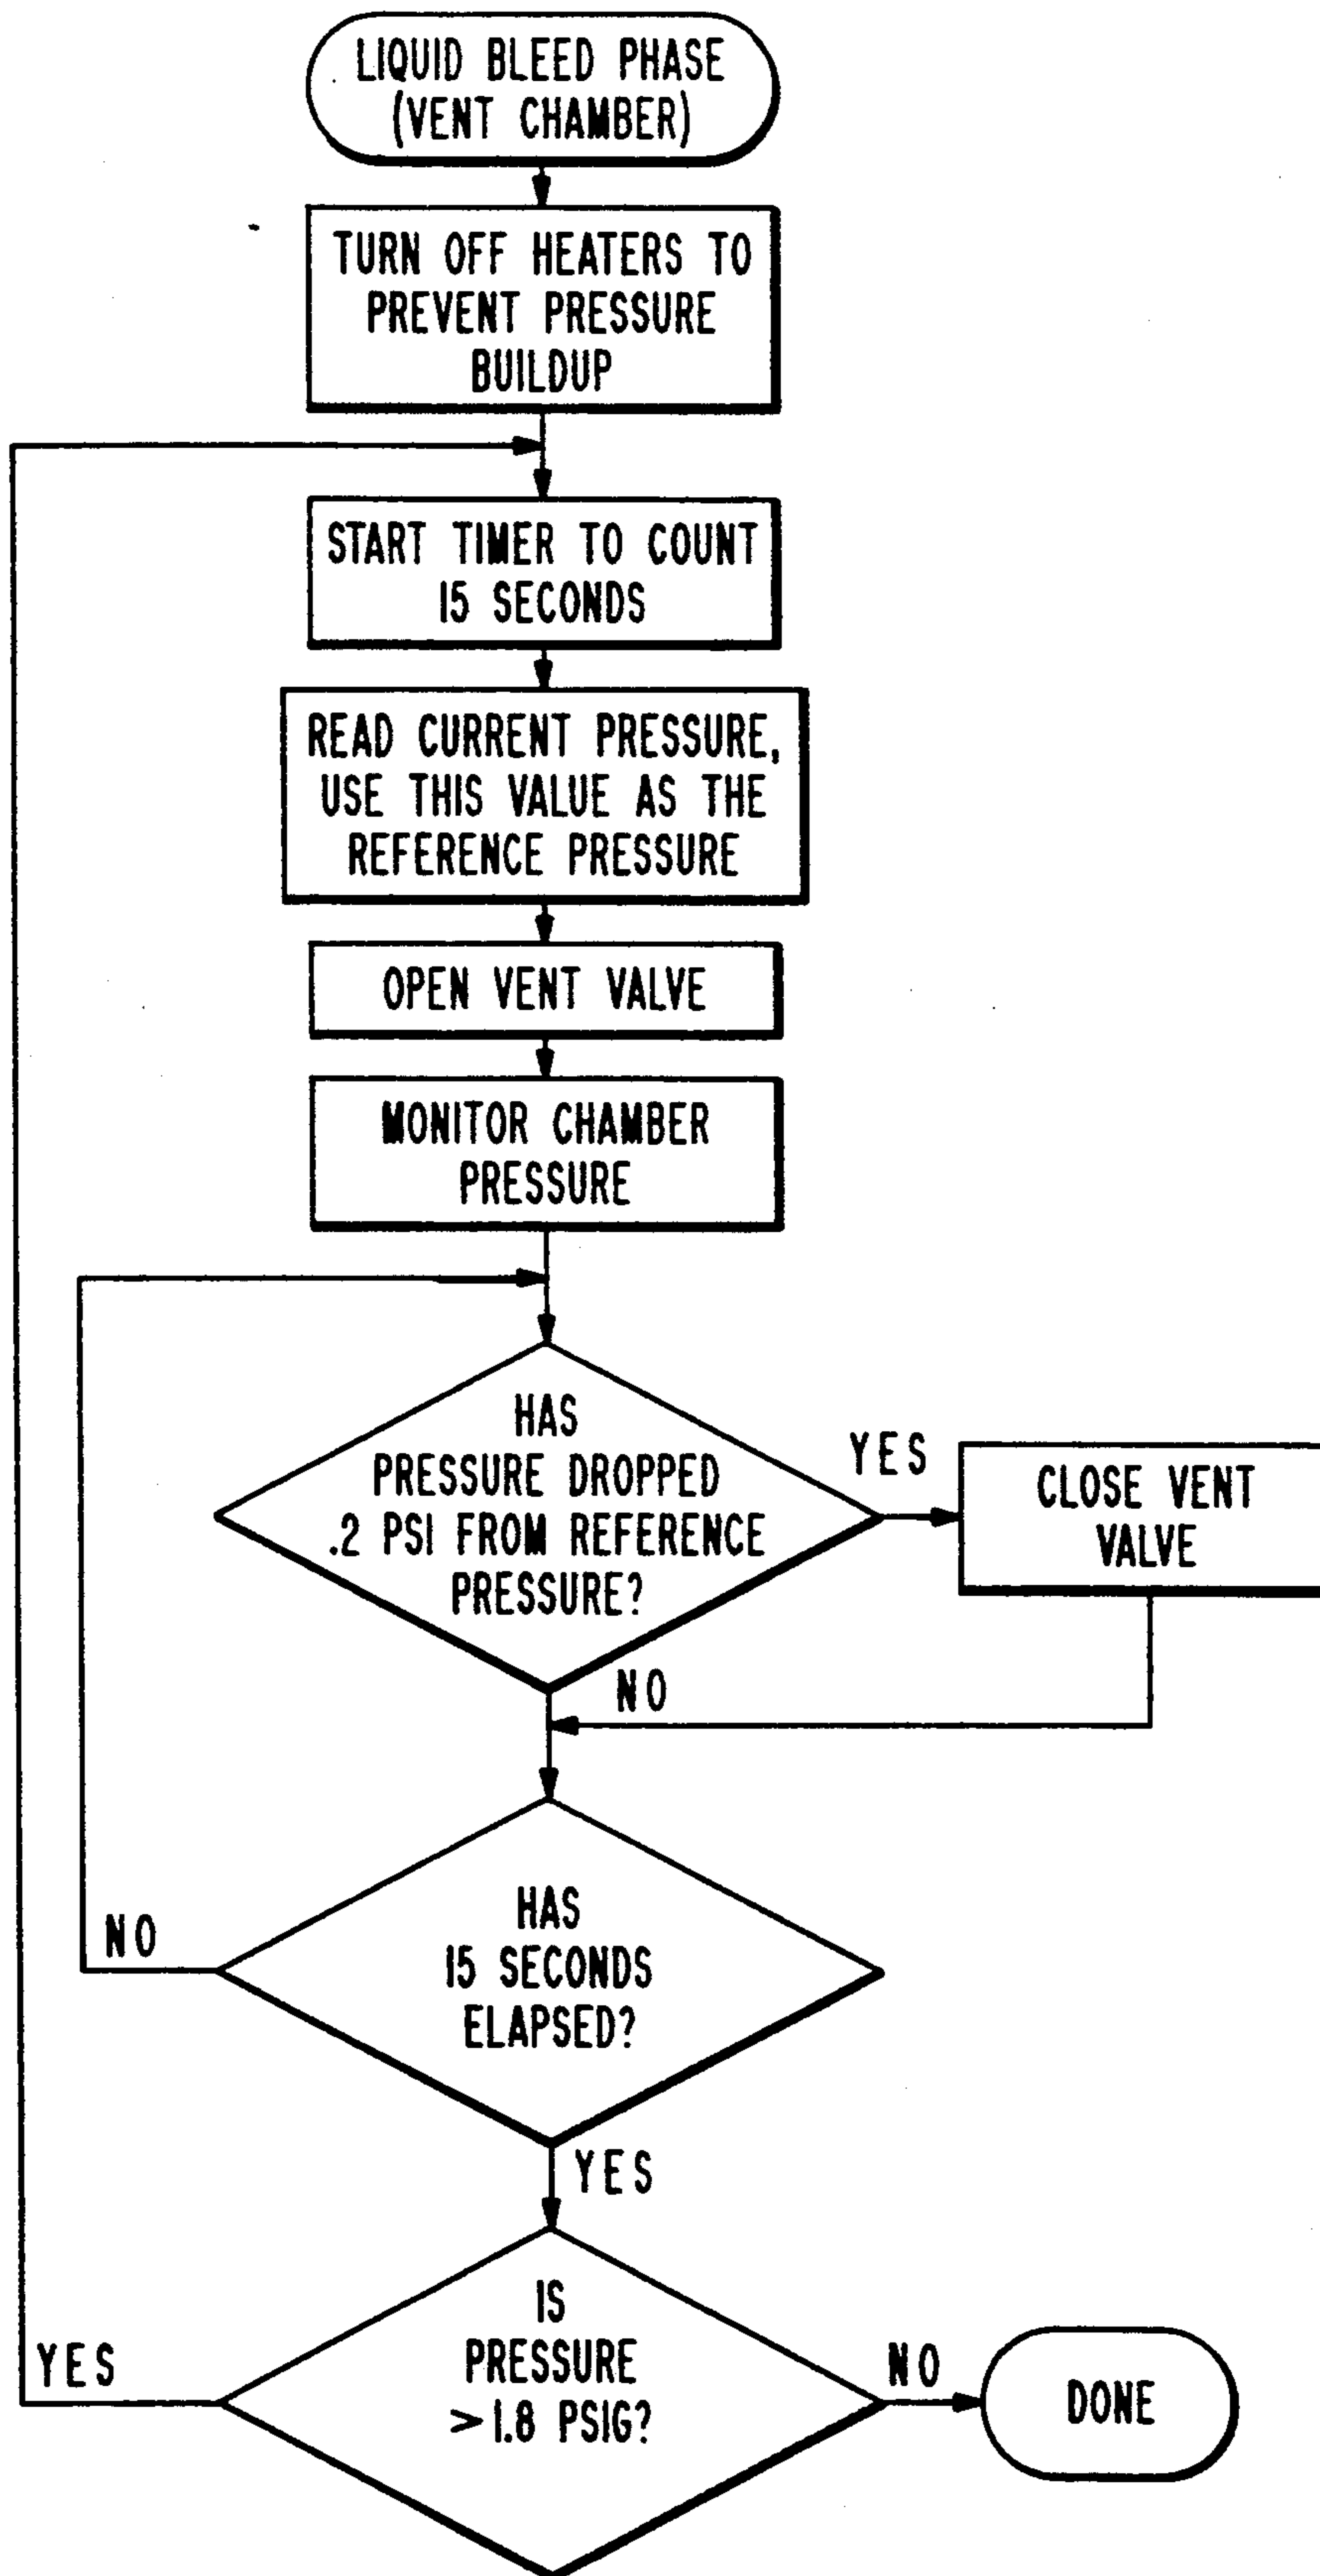 LIQUID BLEED PHASE
(VENT CHAMBER)
TURN OFF HEATERS TO
PREVENT PRESSURE
BUILDUP
START TIMER TO COUNT
15 SECONDS
READ CURRENT PRESSURE,
USE THIS VALUE AS THE
REFERENCE PRESSURE
OPEN VENT VALVE
MONITOR CHAMBER
PRESSURE
HAS
PRESSURE DROPPED
.2 PSI FROM REFERENCE
PRESSURE?
YES
CLOSE VENT
VALVE
NO
HAS
15 SECONDS
ELAPSED?
NO
YES
IS
PRESSURE
>1.8 PSIG?
YES
NO
DONE